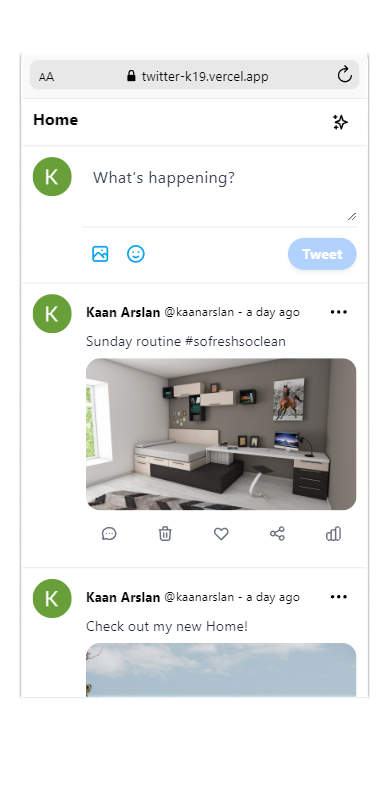 AA twitter-k19.vercel.app
Home
K
What's happening?
Tweet
K
Kaan Arslan @kaanarslan - a day ago
Sunday routine #sofreshsoclean
K
Kaan Arslan @kaanarslan - a day ago
Check out my new Home!